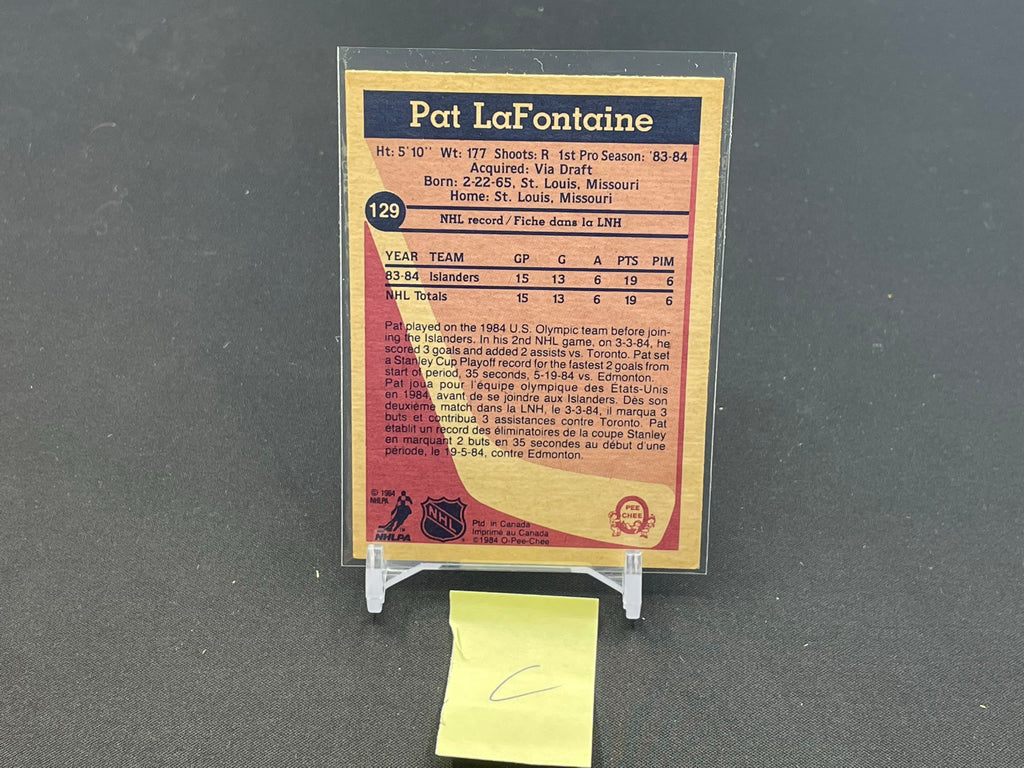 Pat LaFontaine
Ht: 5'10" Wt: 177 Shoots: R 1st Pro Season: '83-84
Acquired: Via Draft
Born: 2-22-65, St. Louis, Missouri
Home: St. Louis, Missouri
129
NHL record/Fiche dans la LNH
YEAR TEAM GP G A PTS PIM
83-84 Islanders 15 13 6 19 6
NHL Totals 15 13 6 19 6
Pat played on the 1984 U.S. Olympic team before join-
ing the Islanders. In his 2nd NHL game, on 3-3-84, he
scored 3 goals and added 2 assists vs. Toronto. Pat set
a Stanley Cup Playoff record for the fastest 2 goals from
start of period, 35 seconds, 5-19-84 vs. Edmonton.
Pat joua pour l'équipe olympique des États-Unis
en 1984, avant de se joindre aux Islanders. Dès son
deuxième match dans la LNH, le 3-3-84, il marqua 3
buts et contribua 3 assistances contre Toronto. Pat
établit un record des éliminatoires de la coupe Stanley
en marquant 2 buts en 35 secondes au début d'une
période, le 19-5-84, contre Edmonton.
© 1984
NHLPA
NHLPA
NHL
Ptd. in Canada
Imprimé au Canada
©1984 O-Pee-Chee
PEE
CHEE
C